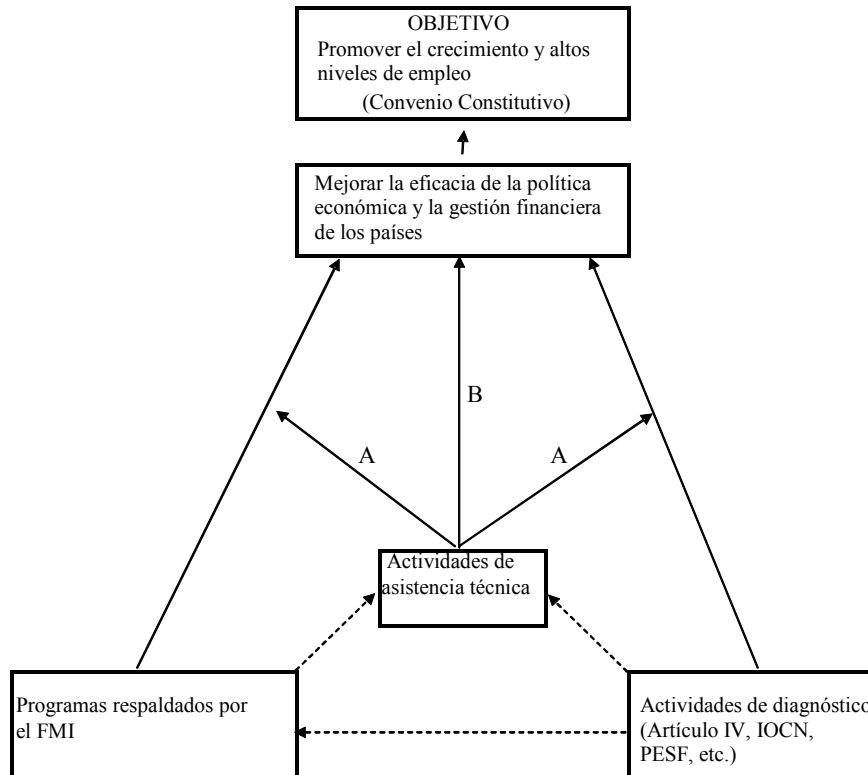 OBJETIVO
Promover el crecimiento y altos
niveles de empleo
(Convenio Constitutivo)
Mejorar la eficacia de la política
económica y la gestión financiera
de los países
B
A
A
Actividades de
asistencia técnica
Programas respaldados por
el FMI
Actividades de diagnóstico
(Artículo IV, IOCN,
PESF, etc.)